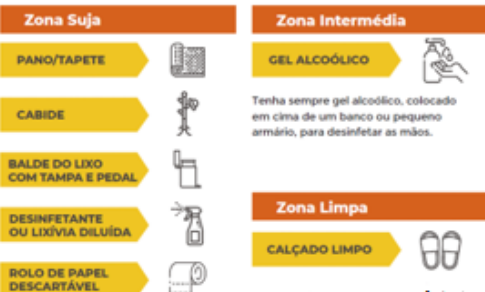 Zona Suja
PANO/TAPETE
CABIDE
BALDE DO LIXO
COM TAMPA E PEDAL
DESINFETANTE
OU LIXÍVIA DILUÍDA
ROLO DE PAPEL
DESCARTÁVEL
Zona Intermédia
GEL ALCOÓLICO
Tenha sempre gel alcoólico, colocado
em cima de um banco ou pequeno
armário, para desinfetar as mãos.
Zona Limpa
CALÇADO LIMPO